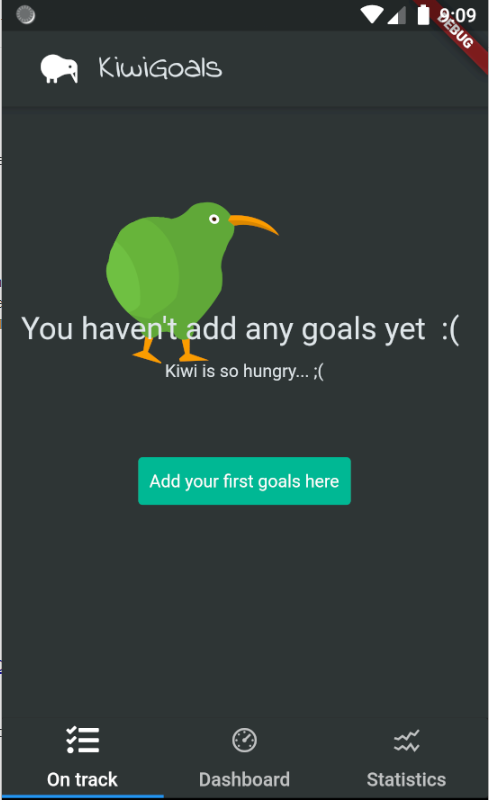 9:09
DEBUG
KiwiGoals
You haven't add any goals yet :(
Kiwi is so hungry... ;(
Add your first goals here
On track
Dashboard
Statistics